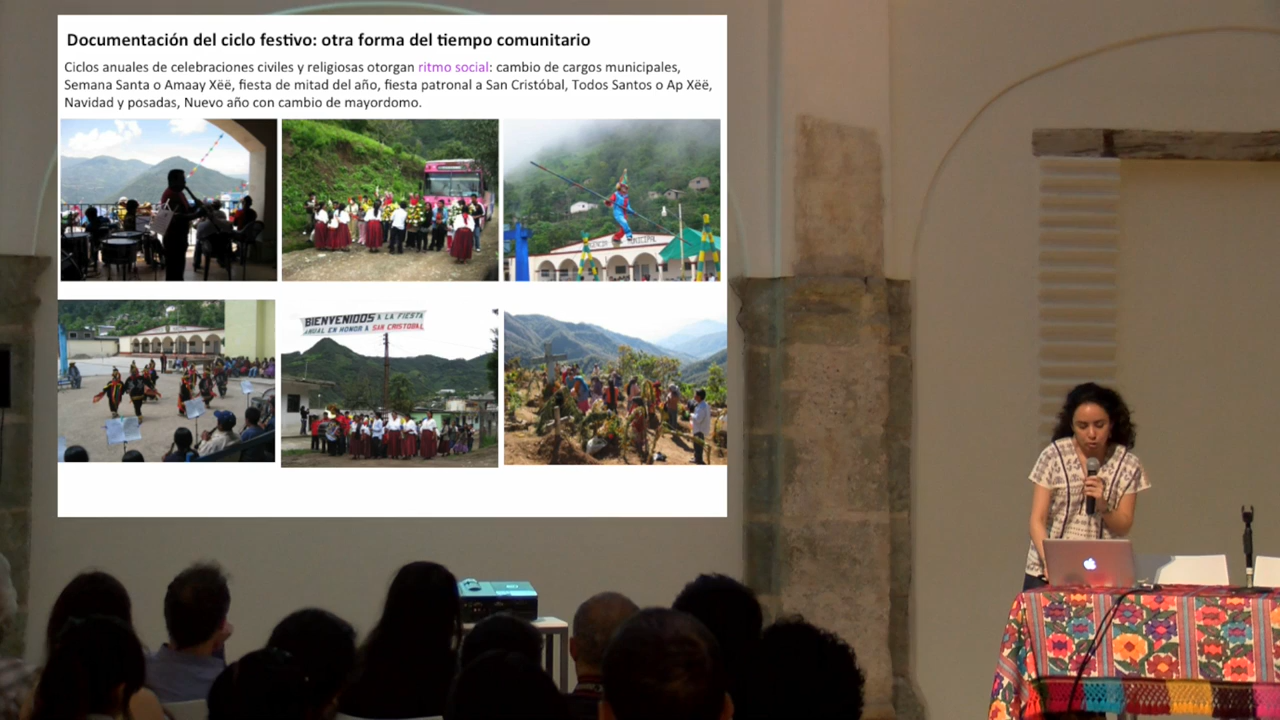 Documentación del ciclo festivo: otra forma del tiempo comunitario
Ciclos anuales de celebraciones civiles y religiosas otorgan ritmo social: cambio de cargos municipales,
Semana Santa o Amaay Xëë, fiesta de mitad del año, fiesta patronal a San Cristóbal, Todos Santos o Ap Xëë,
Navidad y posadas, Nuevo año con cambio de mayordomo.
MUNICIPAL
BIENVENIDOS A LA FIESTA
ANUAL EN HONOR A SAN CRISTOBAL